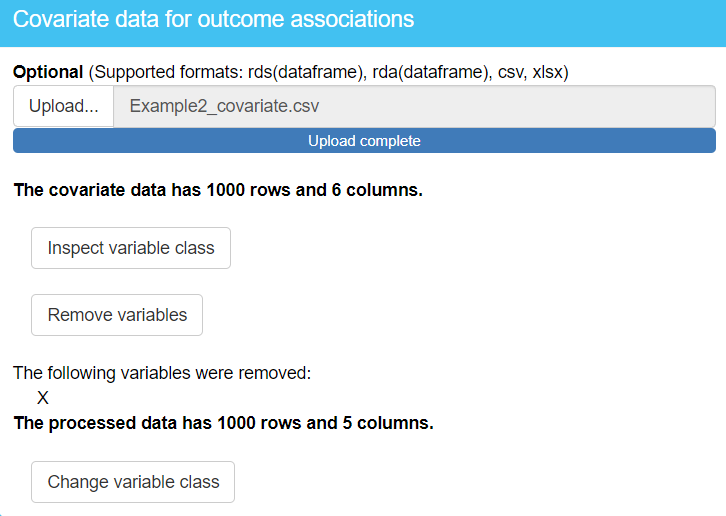 Covariate data for outcome associations
Optional (Supported formats: rds(dataframe), rda(dataframe), csv, xlsx)
Upload... Example2_covariate.csv
Upload complete
The covariate data has 1000 rows and 6 columns.
Inspect variable class
Remove variables
The following variables were removed:
X
The processed data has 1000 rows and 5 columns.
Change variable class